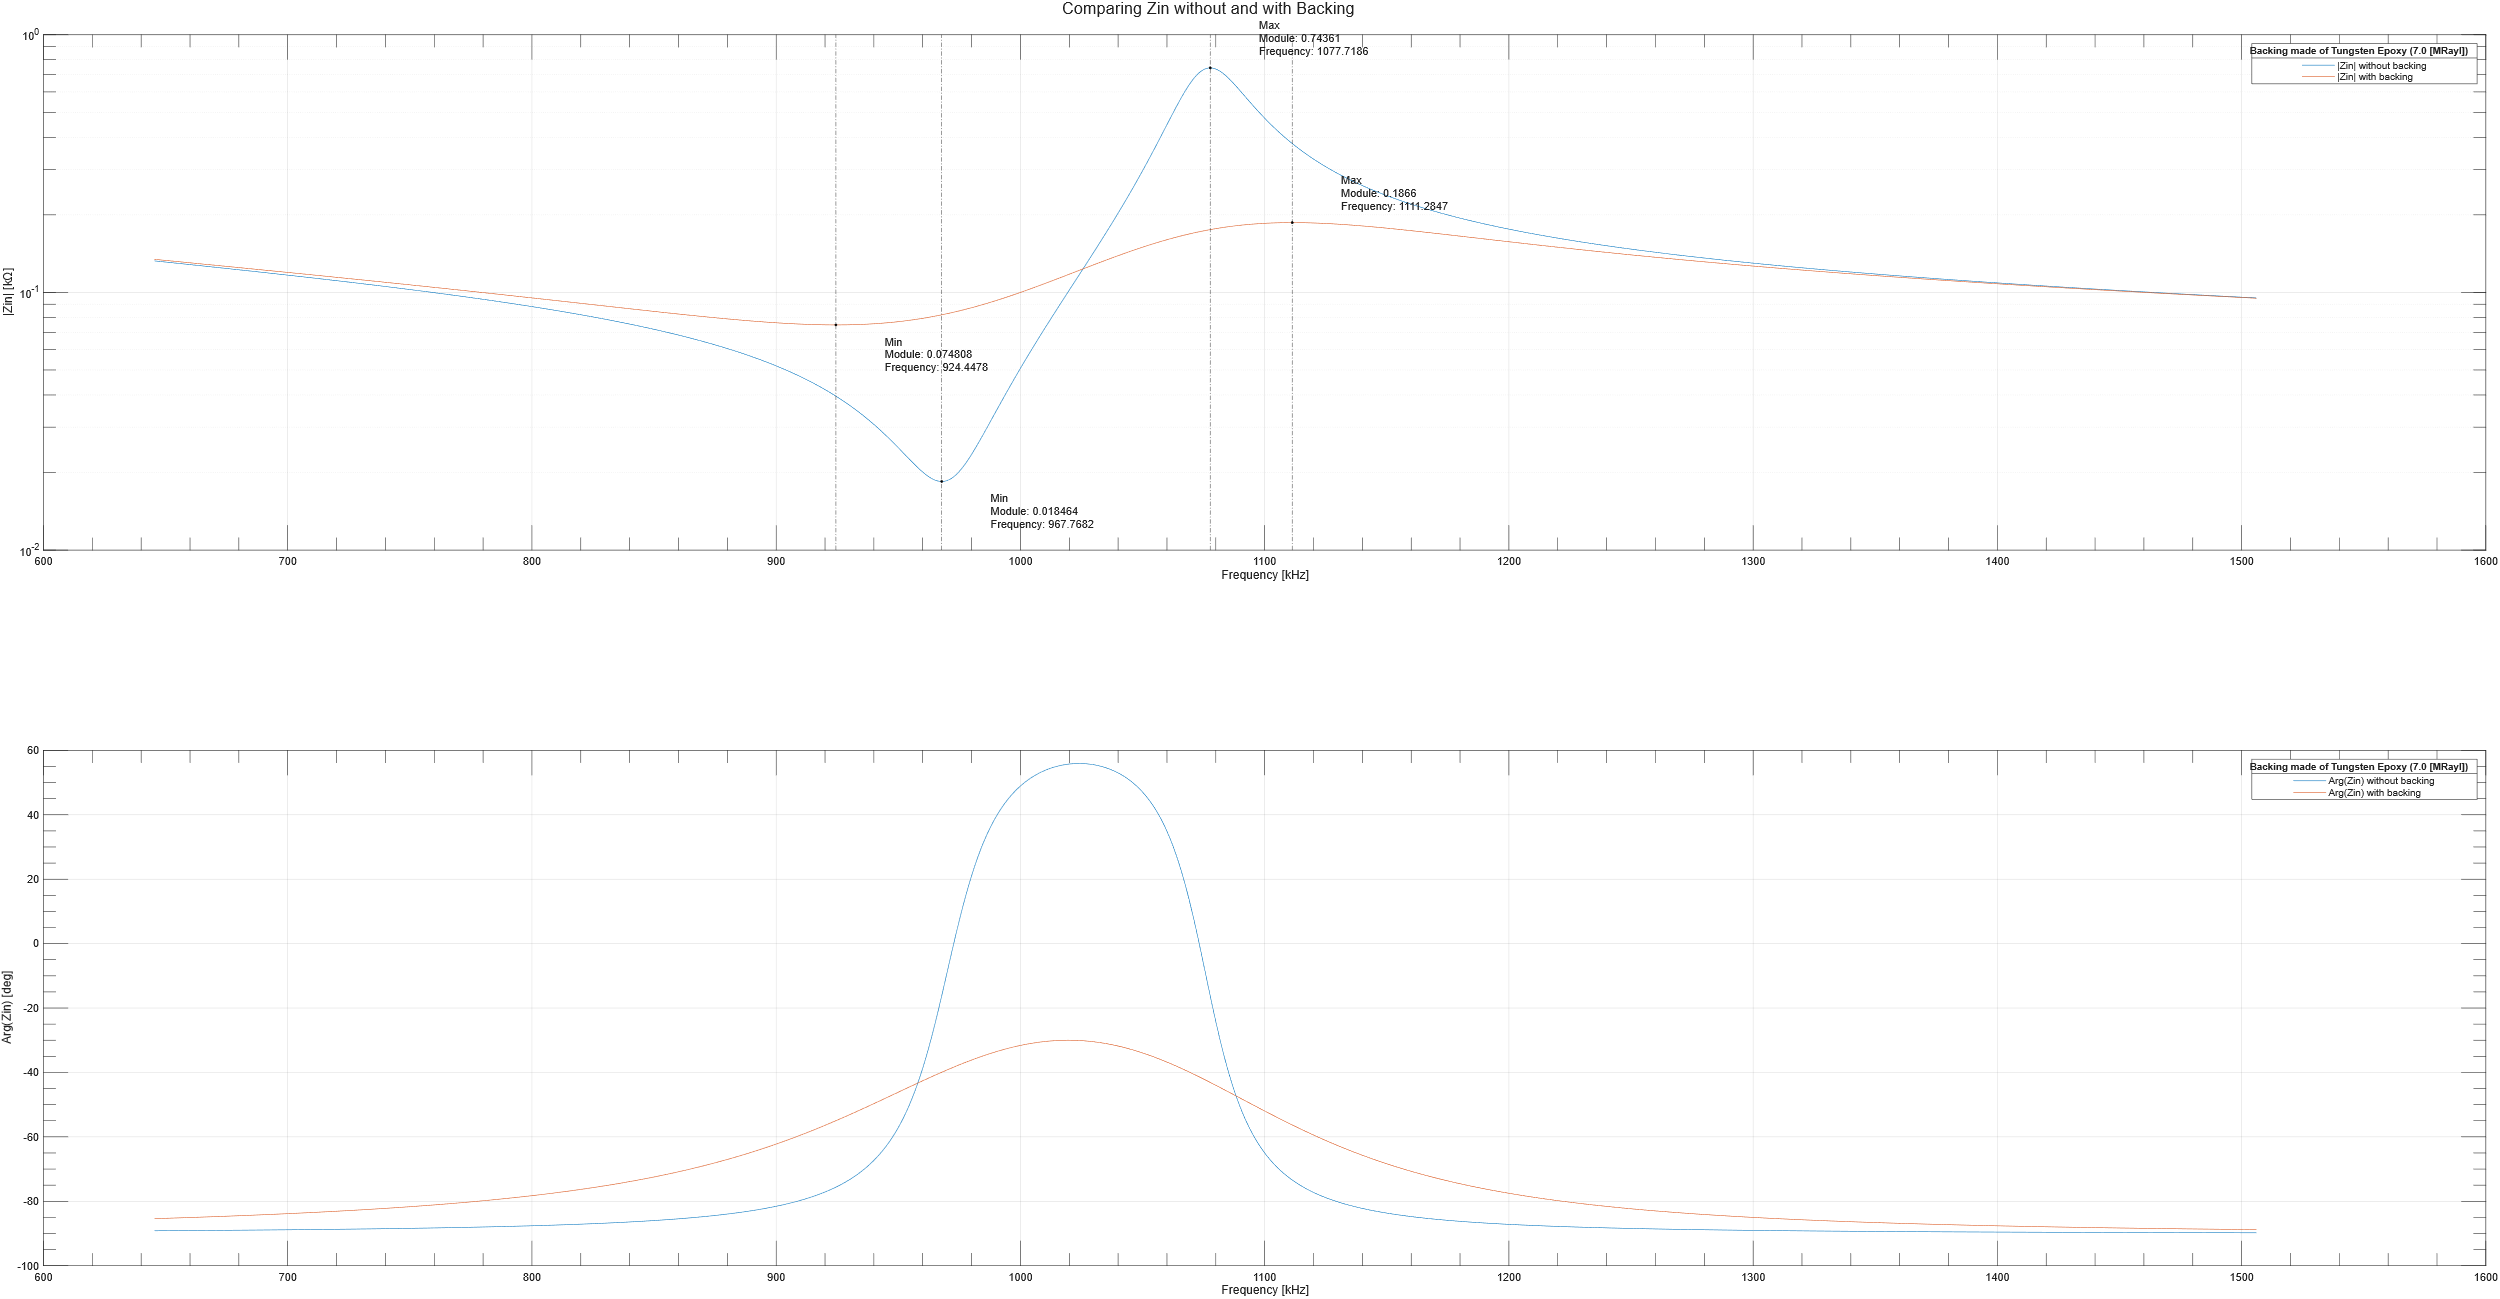 Comparing Zin without and with Backing
Max
Module: 0.74361
Frequency: 1077.7186
10^0
Backing made of Tungsten Epoxy (7.0 [MRayl])
|Zin| without backing
|Zin| with backing
Max
Module: 0.1866
Frequency: 1111.2847
|Zin| [kΩ]
10^-1
Min
Module: 0.074808
Frequency: 924.4478
Min
Module: 0.018464
Frequency: 967.7682
10^-2
600 700 800 900 1000 1100 1200 1300 1400 1500 1600
Frequency [kHz]
60
Backing made of Tungsten Epoxy (7.0 [MRayl])
Arg(Zin) without backing
Arg(Zin) with backing
40
20
0
Arg(Zin) [deg]
-20
-40
-60
-80
-100
600 700 800 900 1000 1100 1200 1300 1400 1500 1600
Frequency [kHz]